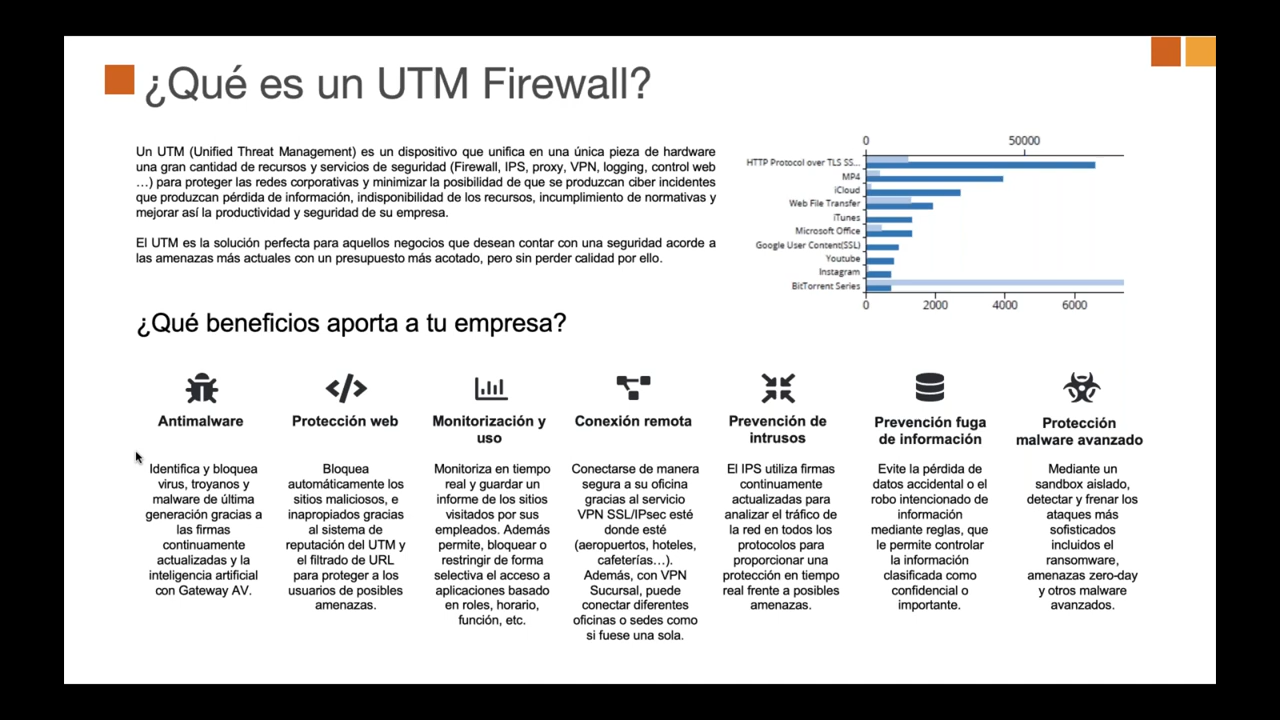 ¿Qué es un UTM Firewall?
Un UTM (Unified Threat Management) es un dispositivo que unifica en una única pieza de hardware
una gran cantidad de recursos y servicios de seguridad (Firewall, IPS, proxy, VPN, logging, control web
…) para proteger las redes corporativas y minimizar la posibilidad de que se produzcan ciber incidentes
que produzcan pérdida de información, indisponibilidad de los recursos, incumplimiento de normativas y
mejorar así la productividad y seguridad de su empresa.
El UTM es la solución perfecta para aquellos negocios que desean contar con una seguridad acorde a
las amenazas más actuales con un presupuesto más acotado, pero sin perder calidad por ello.
0 50000
HTTP Protocol over TLS SS...
MP4
iCloud
Web File Transfer
iTunes
Microsoft Office
Google User Content(SSL)
Youtube
Instagram
BitTorrent Series
0 2000 4000 6000
¿Qué beneficios aporta a tu empresa?
Antimalware
Identifica y bloquea
virus, troyanos y
malware de última
generación gracias a
las firmas
continuamente
actualizadas y la
inteligencia artificial
con Gateway AV.
Protección web
Bloquea
automáticamente los
sitios maliciosos, e
inapropiados gracias
al sistema de
reputación del UTM y
el filtrado de URL
para proteger a los
usuarios de posibles
amenazas.
Monitorización y
uso
Monitoriza en tiempo
real y guardar un
informe de los sitios
visitados por sus
empleados. Además
permite, bloquear o
restringir de forma
selectiva el acceso a
aplicaciones basado
en roles, horario,
función, etc.
Conexión remota
Conectarse de manera
segura a su oficina
gracias al servicio
VPN SSL/IPsec esté
donde esté
(aeropuertos, hoteles,
cafeterías…).
Además, con VPN
Sucursal, puede
conectar diferentes
oficinas o sedes como
si fuese una sola.
Prevención de
intrusos
El IPS utiliza firmas
continuamente
actualizadas para
analizar el tráfico de
la red en todos los
protocolos para
proporcionar una
protección en tiempo
real frente a posibles
amenazas.
Prevención fuga
de información
Evite la pérdida de
datos accidental o el
robo intencionado de
información
mediante reglas, que
le permite controlar
la información
clasificada como
confidencial o
importante.
Protección
malware avanzado
Mediante un
sandbox aislado,
detectar y frenar los
ataques más
sofisticados
incluidos el
ransomware,
amenazas zero-day
y otros malware
avanzados.